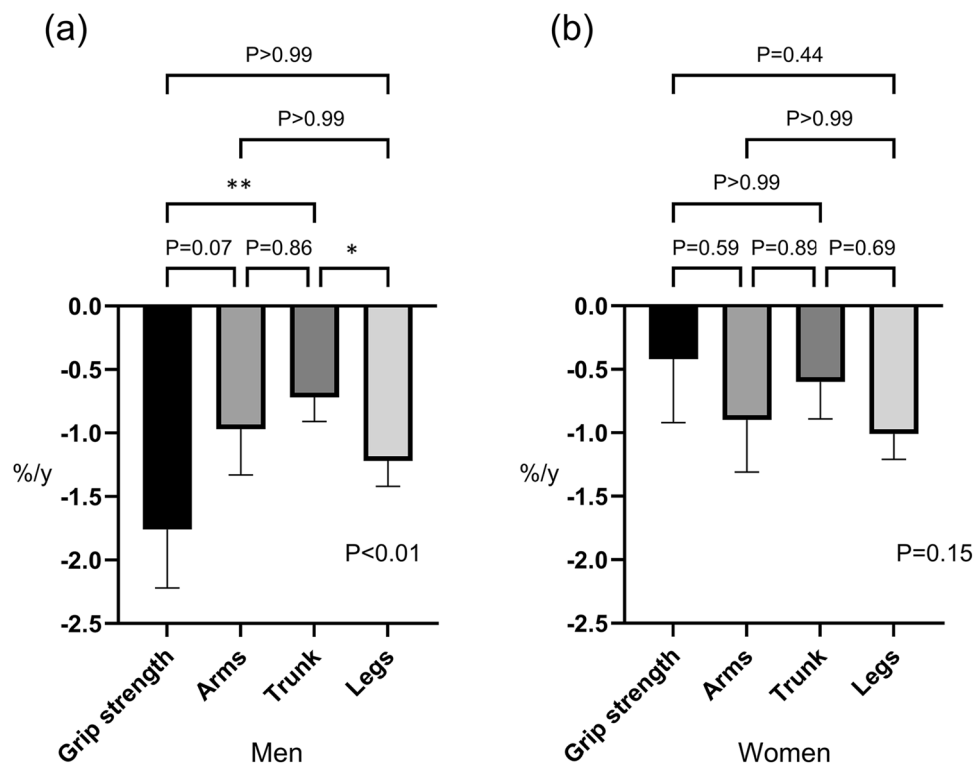 (a)
P>0.99
P>0.99
**
P=0.07 P=0.86 *
0.0
-0.5
-1.0
%/y
-1.5
-2.0
-2.5
P<0.01
Grip strength
Arms
Trunk
Legs
Men
(b)
P=0.44
P>0.99
P>0.99
P=0.59 P=0.89 P=0.69
0.0
-0.5
-1.0
%/y
-1.5
-2.0
-2.5
P=0.15
Grip strength
Arms
Trunk
Legs
Women